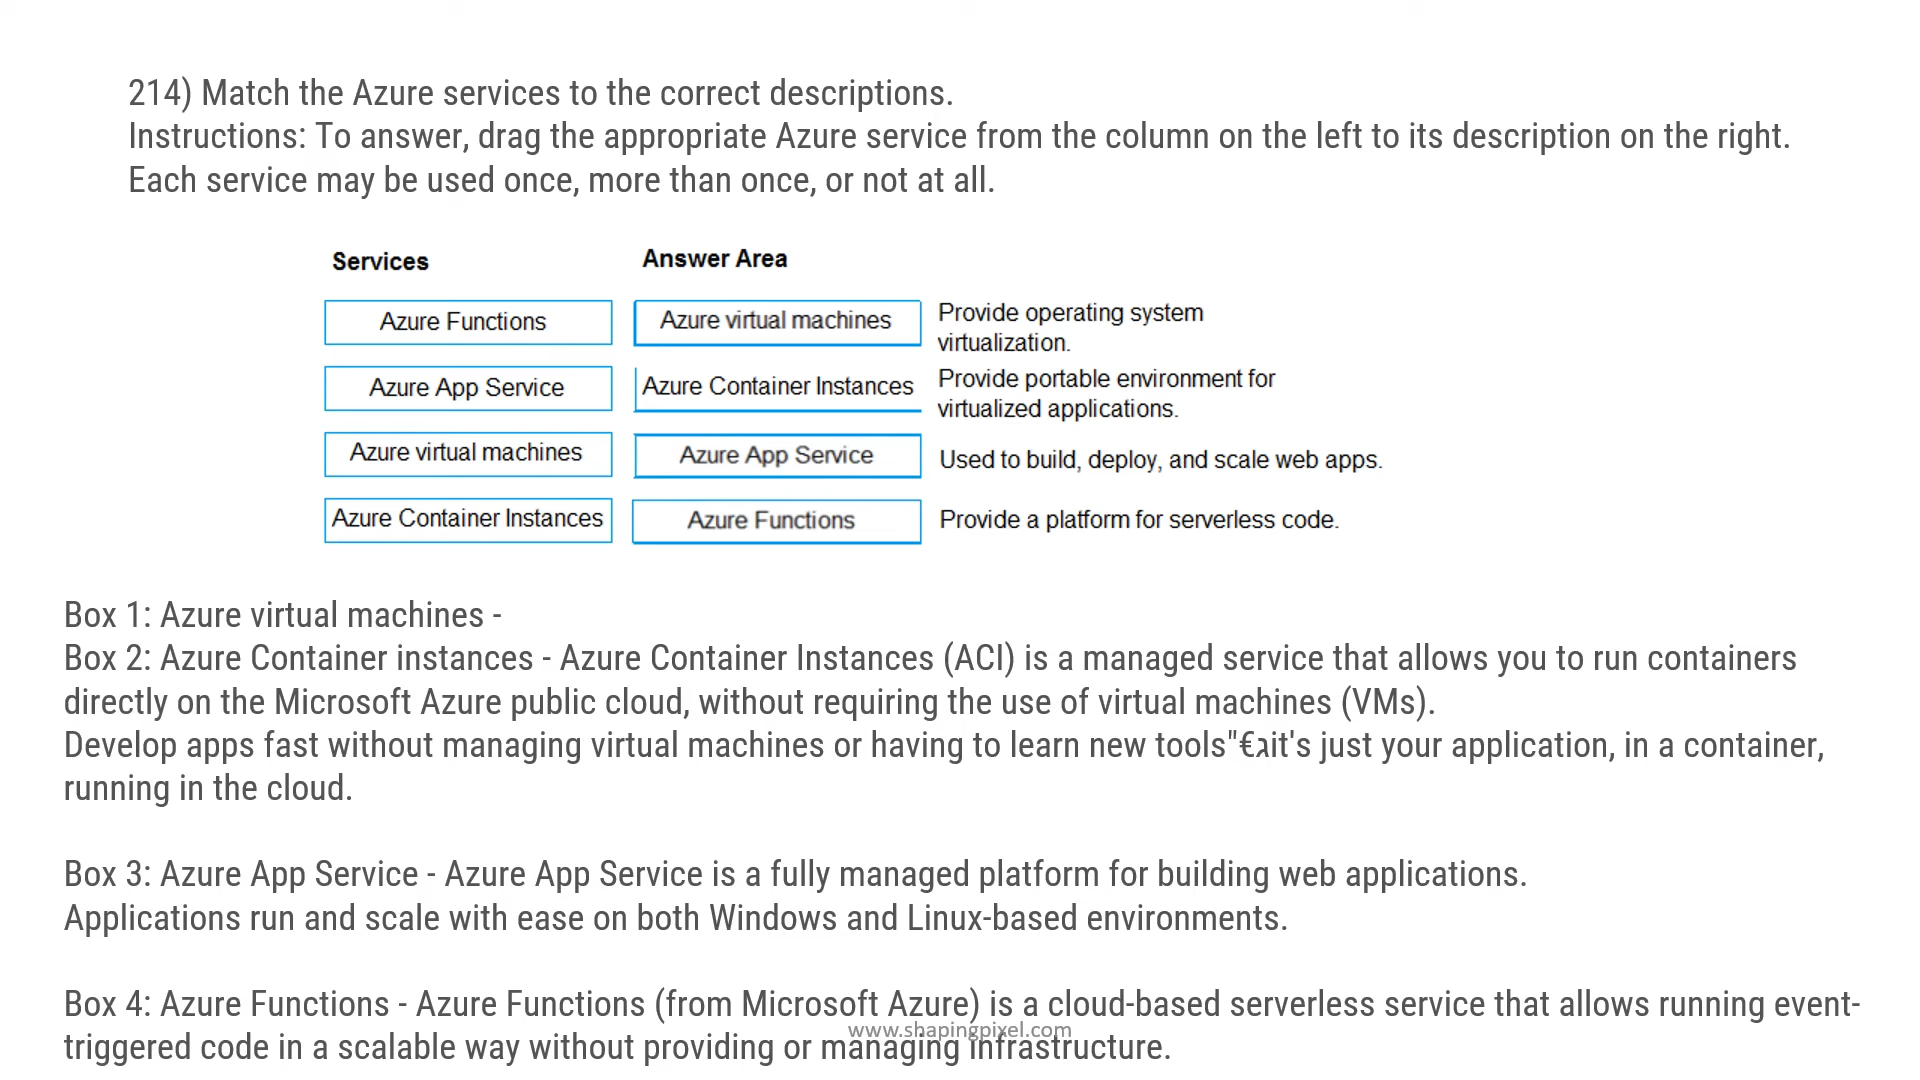 214) Match the Azure services to the correct descriptions.
Instructions: To answer, drag the appropriate Azure service from the column on the left to its description on the right.
Each service may be used once, more than once, or not at all.
Services
Answer Area
Azure Functions
Azure virtual machines
Provide operating system
virtualization.
Azure App Service
Azure Container Instances
Provide portable environment for
virtualized applications.
Azure virtual machines
Azure App Service
Used to build, deploy, and scale web apps.
Azure Container Instances
Azure Functions
Provide a platform for serverless code.
Box 1: Azure virtual machines -
Box 2: Azure Container instances - Azure Container Instances (ACI) is a managed service that allows you to run containers
directly on the Microsoft Azure public cloud, without requiring the use of virtual machines (VMs).
Develop apps fast without managing virtual machines or having to learn new tools"€גit's just your application, in a container,
running in the cloud.
Box 3: Azure App Service - Azure App Service is a fully managed platform for building web applications.
Applications run and scale with ease on both Windows and Linux-based environments.
Box 4: Azure Functions - Azure Functions (from Microsoft Azure) is a cloud-based serverless service that allows running event-
triggered code in a scalable way without providing or managing infrastructure.
www.shapingpixel.com